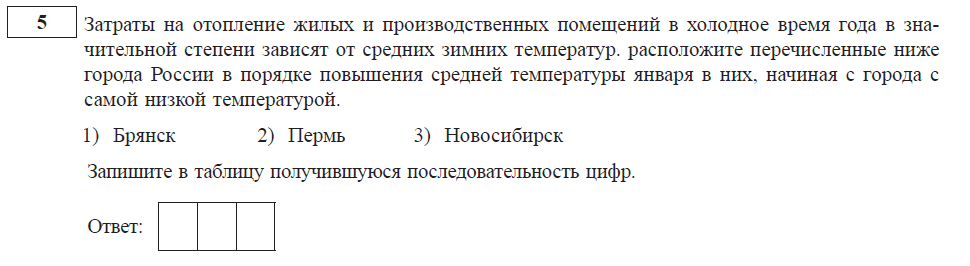 5
Затраты на отопление жилых и производственных помещений в холодное время года в зна-
чительной степени зависят от средних зимних температур. расположите перечисленные ниже
города России в порядке повышения средней температуры января в них, начиная с города с
самой низкой температурой.
1) Брянск 2) Пермь 3) Новосибирск
Запишите в таблицу получившуюся последовательность цифр.
Ответ: